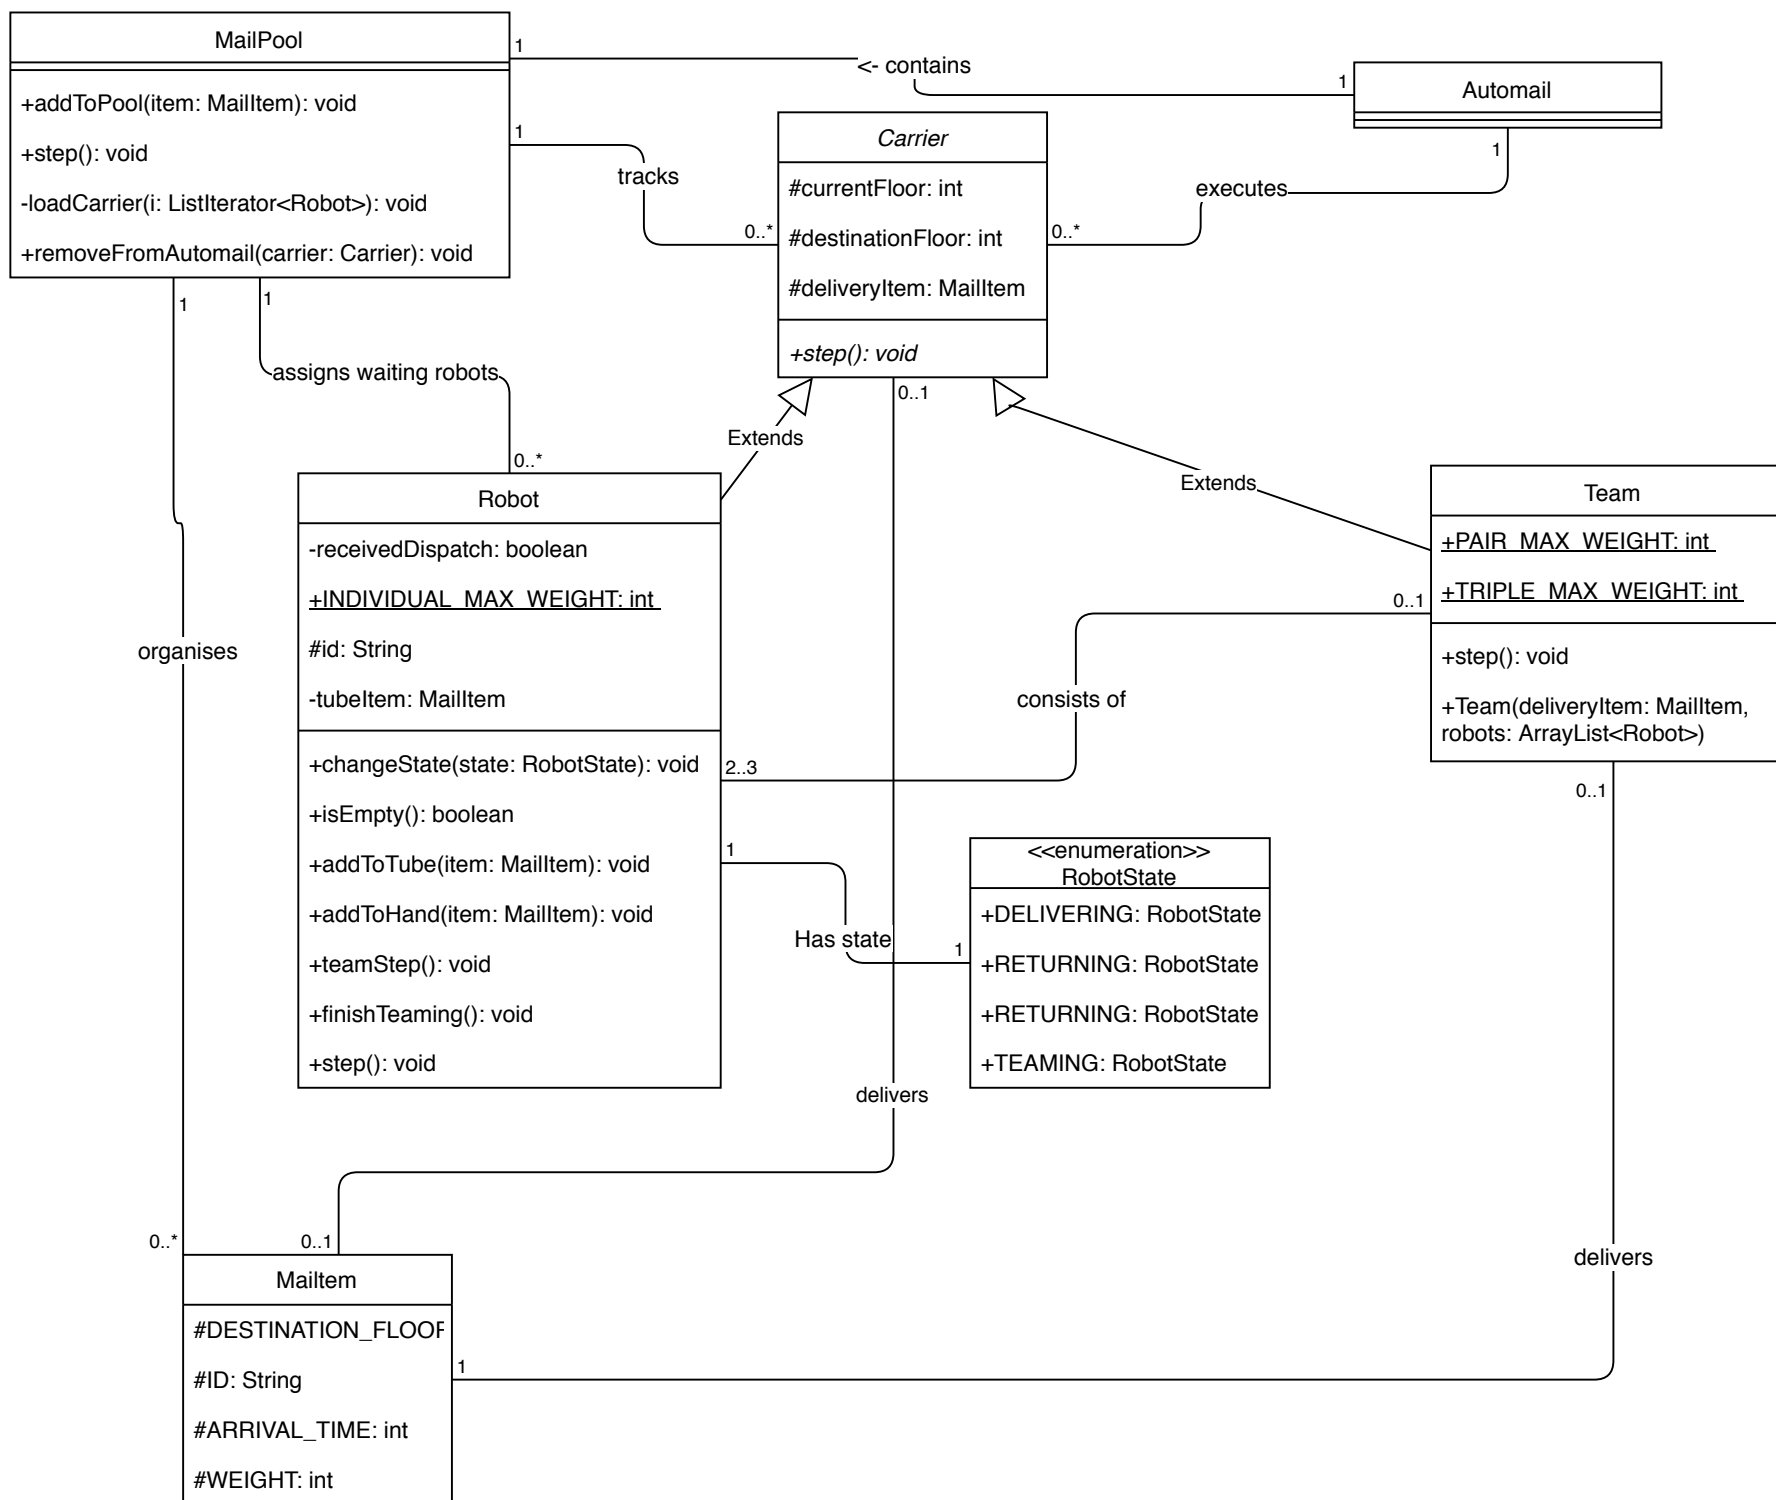 MailPool
+addToPool(item: MailItem): void
+step(): void
-loadCarrier(i: ListIterator<Robot>): void
+removeFromAutomail(carrier: Carrier): void
1
<- contains
1
Automail
1
tracks
0..*
Carrier
#currentFloor: int
#destinationFloor: int
#deliveryItem: MailItem
+step(): void
1
executes
0..*
1
1
assigns waiting robots
0..*
organises
Extends
0..1
Extends
Robot
-receivedDispatch: boolean
+INDIVIDUAL_MAX_WEIGHT: int
#id: String
-tubeItem: MailItem
+changeState(state: RobotState): void
+isEmpty(): boolean
+addToTube(item: MailItem): void
+addToHand(item: MailItem): void
+teamStep(): void
+finishTeaming(): void
+step(): void
Team
+PAIR_MAX_WEIGHT: int
+TRIPLE_MAX_WEIGHT: int
+step(): void
+Team(deliveryItem: MailItem,
robots: ArrayList<Robot>)
0..1
consists of
2..3
0..1
1
Has state
1
<<enumeration>>
RobotState
+DELIVERING: RobotState
+RETURNING: RobotState
+RETURNING: RobotState
+TEAMING: RobotState
delivers
0..*
0..1
delivers
MaiItem
#DESTINATION_FLOOR
#ID: String
1
#ARRIVAL_TIME: int
#WEIGHT: int